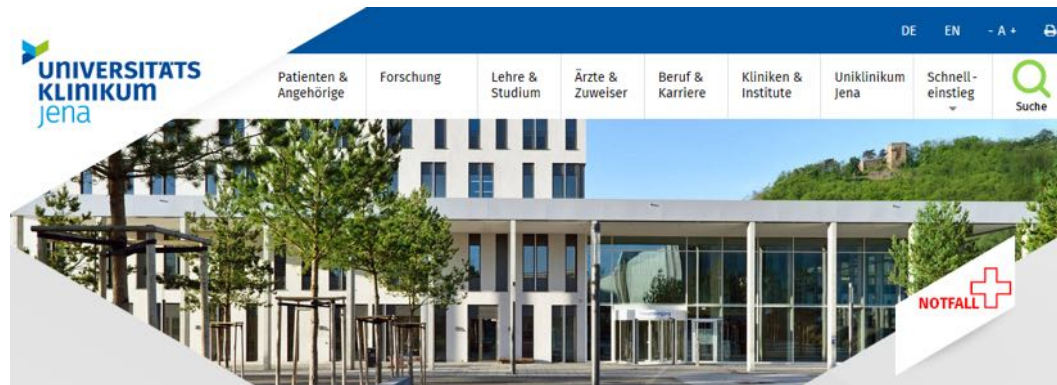 DE EN - A +
UNIVERSITÄTS
KLINIKUM
jena
Patienten &
Angehörige
Forschung
Lehre &
Studium
Ärzte &
Zuweiser
Beruf &
Karriere
Kliniken &
Institute
Uniklinikum
Jena
Schnell-
einstieg
Suche
NOTFALL